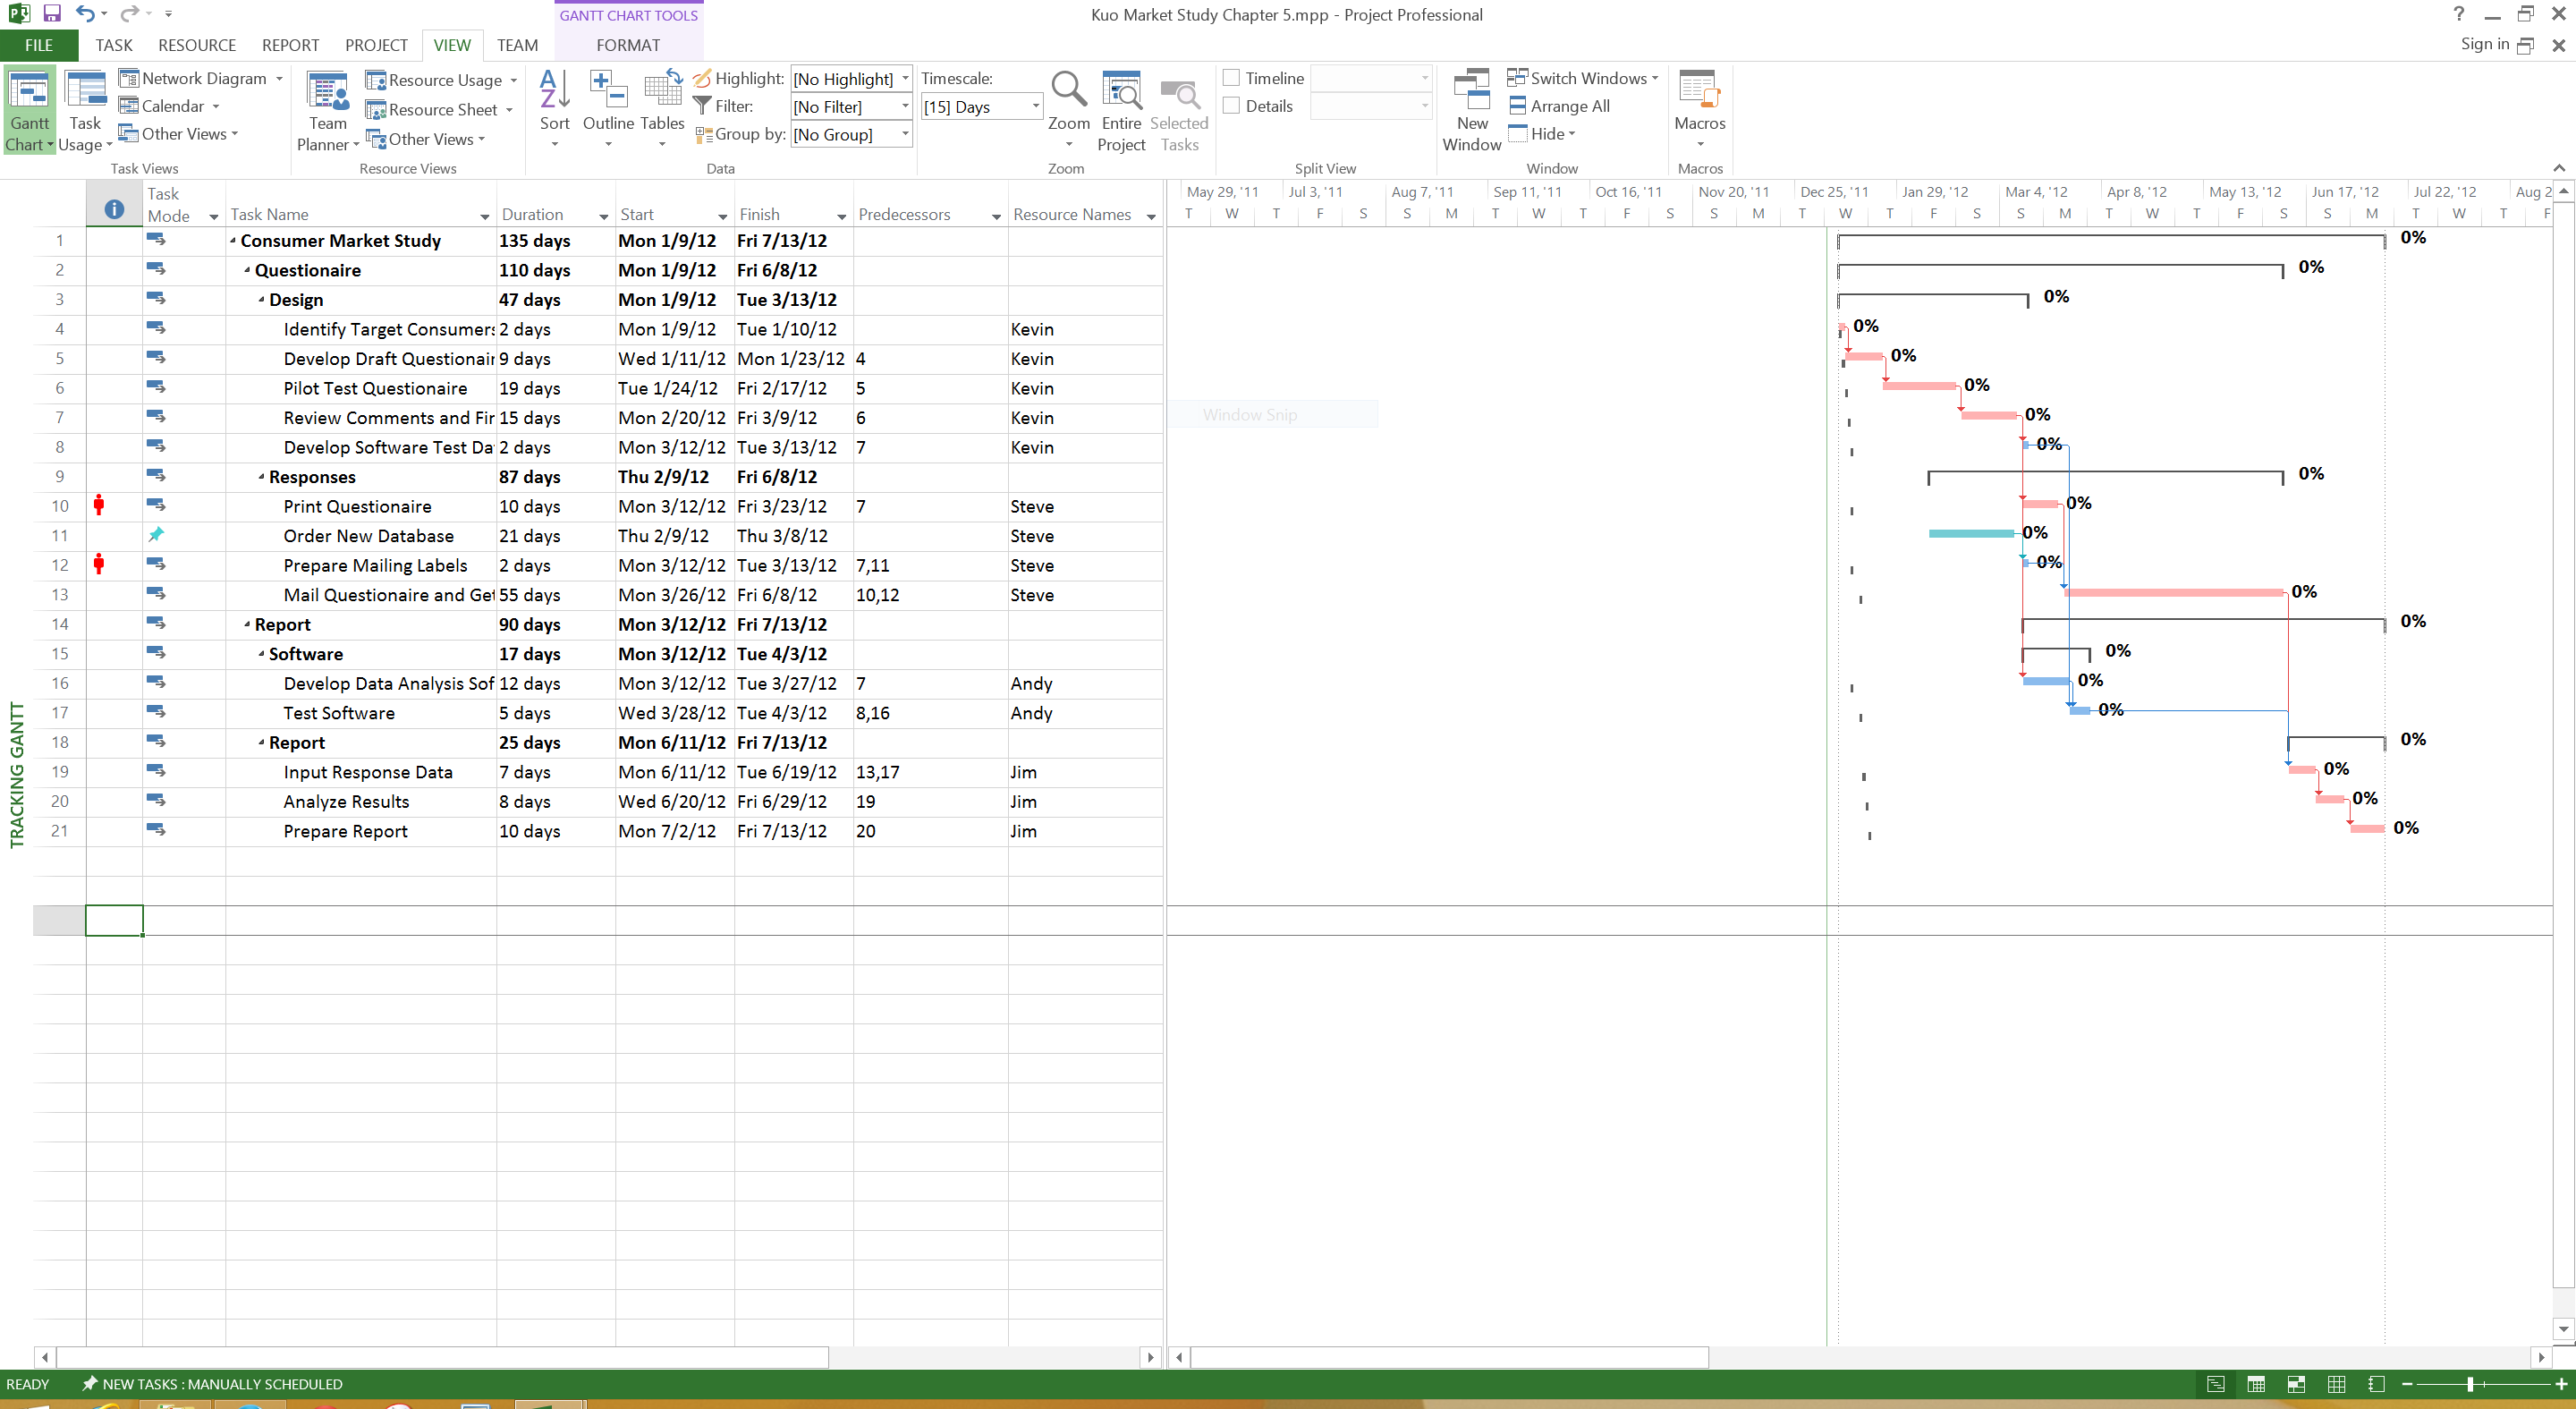 GANTT CHART TOOLS
Kuo Market Study Chapter 5.mpp - Project Professional
?
FILE TASK RESOURCE REPORT PROJECT VIEW TEAM FORMAT Sign in
Gantt Chart
Task Usage
Network Diagram
Calendar
Other Views
Task Views
Team Planner
Resource Usage
Resource Sheet
Other Views
Resource Views
Sort
Outline
Tables
Highlight: [No Highlight]
Filter: [No Filter]
Group by: [No Group]
Data
Timescale:
[15] Days
Zoom
Entire Project
Selected Tasks
Zoom
Timeline
Details
Split View
New Window
Switch Windows
Arrange All
Hide
Window
Macros
Macros
Task Mode Task Name Duration Start Finish Predecessors Resource Names
May 29, '11 Jul 3, '11 Aug 7, '11 Sep 11, '11 Oct 16, '11 Nov 20, '11 Dec 25, '11 Jan 29, '12 Mar 4, '12 Apr 8, '12 May 13, '12 Jun 17, '12 Jul 22, '12 Aug 2
T W T F S S M T W T F S S M T W T F S S M T W T F S S M T W T F
1 Consumer Market Study 135 days Mon 1/9/12 Fri 7/13/12 0%
2 Questionaire 110 days Mon 1/9/12 Fri 6/8/12 0%
3 Design 47 days Mon 1/9/12 Tue 3/13/12 0%
4 Identify Target Consumers 2 days Mon 1/9/12 Tue 1/10/12 Kevin 0%
5 Develop Draft Questionair 9 days Wed 1/11/12 Mon 1/23/12 4 Kevin 0%
6 Pilot Test Questionaire 19 days Tue 1/24/12 Fri 2/17/12 5 Kevin 0%
7 Review Comments and Fir 15 days Mon 2/20/12 Fri 3/9/12 6 Kevin 0%
Window Snip
8 Develop Software Test Da 2 days Mon 3/12/12 Tue 3/13/12 7 Kevin 0%
9 Responses 87 days Thu 2/9/12 Fri 6/8/12 0%
10 Print Questionaire 10 days Mon 3/12/12 Fri 3/23/12 7 Steve 0%
11 Order New Database 21 days Thu 2/9/12 Thu 3/8/12 Steve 0%
12 Prepare Mailing Labels 2 days Mon 3/12/12 Tue 3/13/12 7,11 Steve 0%
13 Mail Questionaire and Get 55 days Mon 3/26/12 Fri 6/8/12 10,12 Steve 0%
14 Report 90 days Mon 3/12/12 Fri 7/13/12 0%
15 Software 17 days Mon 3/12/12 Tue 4/3/12 0%
16 Develop Data Analysis Sof 12 days Mon 3/12/12 Tue 3/27/12 7 Andy 0%
17 Test Software 5 days Wed 3/28/12 Tue 4/3/12 8,16 Andy 0%
18 Report 25 days Mon 6/11/12 Fri 7/13/12 0%
19 Input Response Data 7 days Mon 6/11/12 Tue 6/19/12 13,17 Jim 0%
20 Analyze Results 8 days Wed 6/20/12 Fri 6/29/12 19 Jim 0%
21 Prepare Report 10 days Mon 7/2/12 Fri 7/13/12 20 Jim 0%
TRACKING GANTT
READY NEW TASKS : MANUALLY SCHEDULED